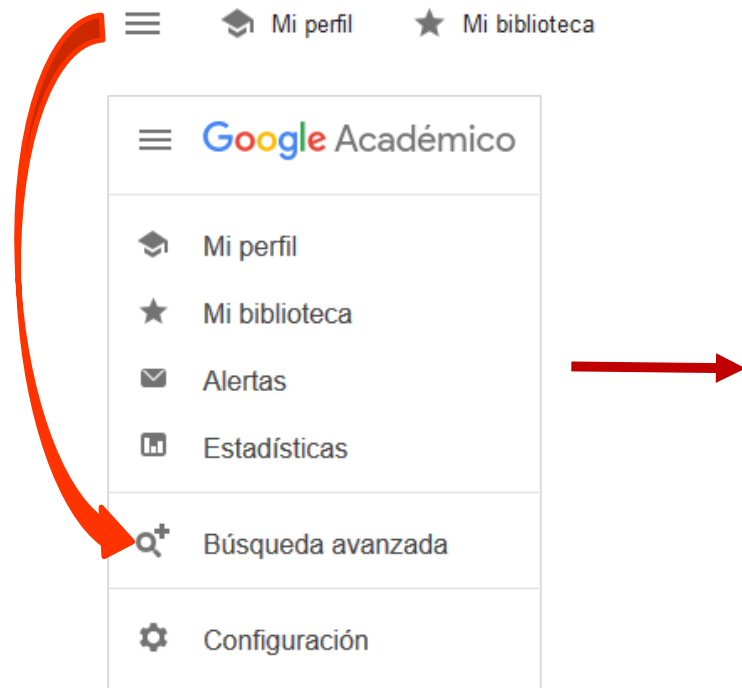 Mi perfil Mi biblioteca
Google Académico
Mi perfil
Mi biblioteca
Alertas
Estadísticas
Búsqueda avanzada
Configuración